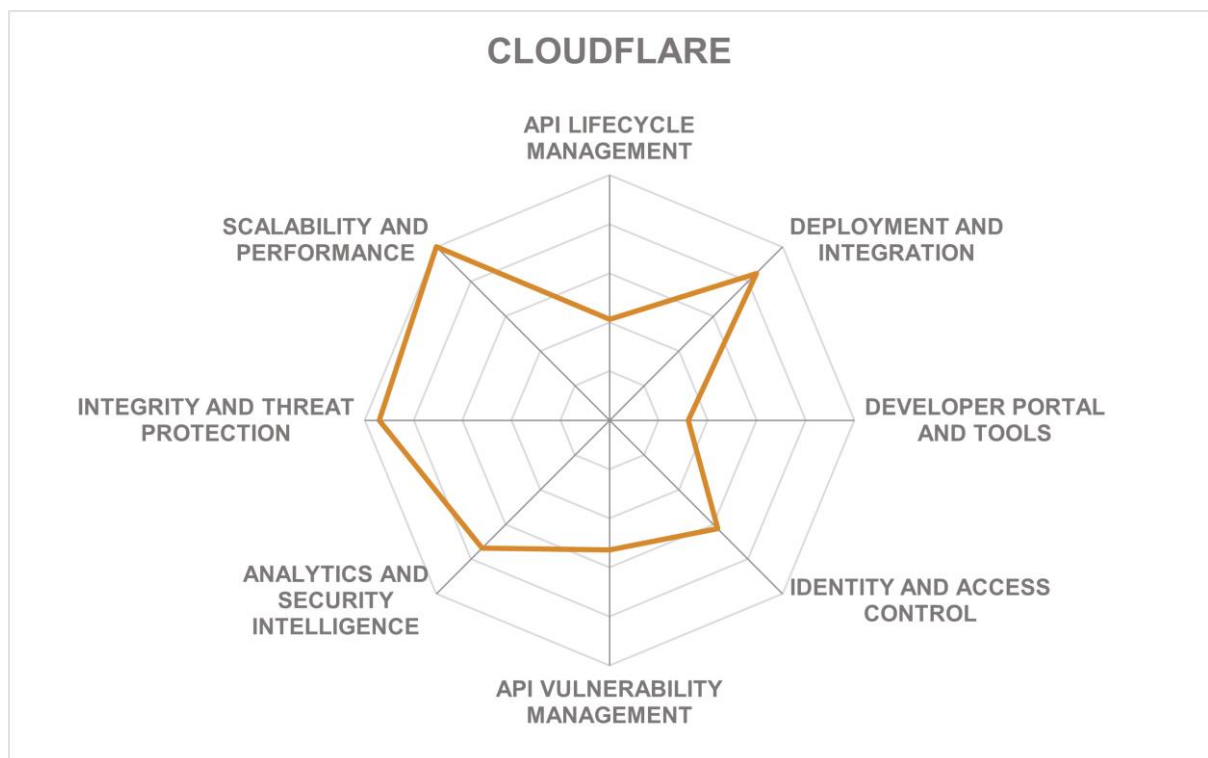 CLOUDFLARE
API LIFECYCLE
MANAGEMENT
SCALABILITY AND
PERFORMANCE
DEPLOYMENT AND
INTEGRATION
INTEGRITY AND THREAT
PROTECTION
DEVELOPER PORTAL
AND TOOLS
ANALYTICS AND
SECURITY
INTELLIGENCE
IDENTITY AND ACCESS
CONTROL
API VULNERABILITY
MANAGEMENT